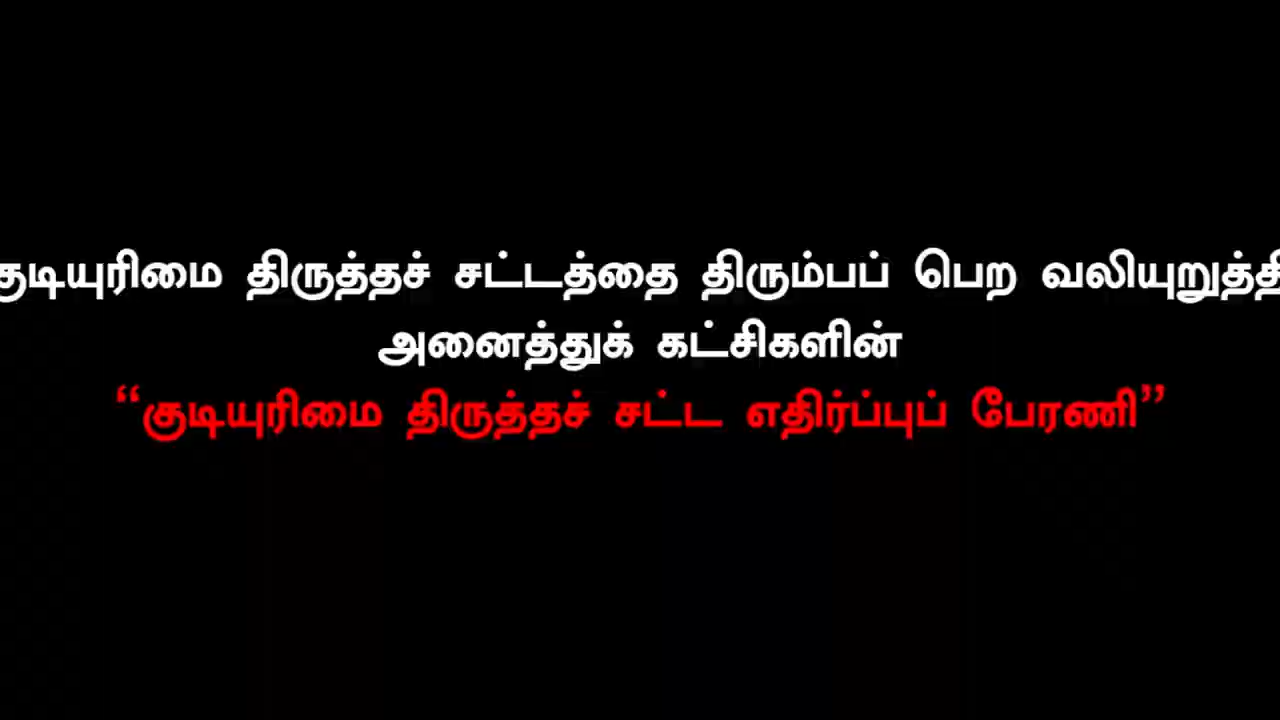 குடியுரிமை திருத்தச் சட்டத்தை திரும்பப் பெற வலியுறுத்தி
அனைத்துக் கட்சிகளின்
“குடியுரிமை திருத்தச் சட்ட எதிர்ப்புப் பேரணி”